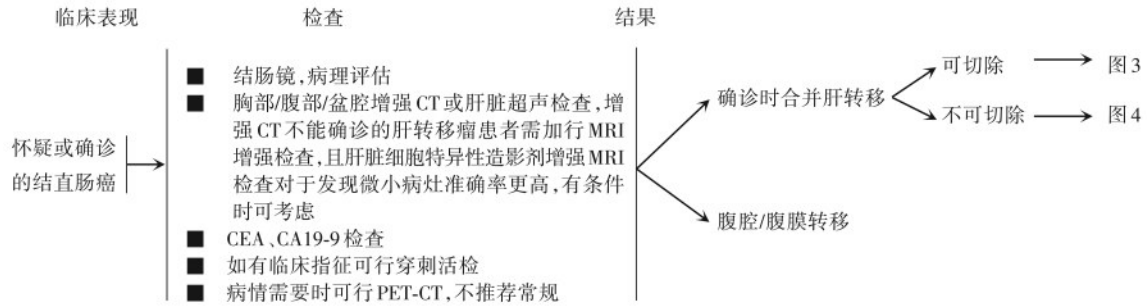 临床表现 检查 结果
怀疑或确诊
的结直肠癌
■ 结肠镜,病理评估
■ 胸部/腹部/盆腔增强CT或肝脏超声检查,增
强CT不能确诊的肝转移瘤患者需加行MRI
增强检查,且肝脏细胞特异性造影剂增强MRI
检查对于发现微小病灶准确率更高,有条件
时可考虑
■ CEA、CA19-9检查
■ 如有临床指征可行穿刺活检
■ 病情需要时可行PET-CT,不推荐常规
确诊时合并肝转移
可切除 图3
不可切除 图4
腹腔/腹膜转移